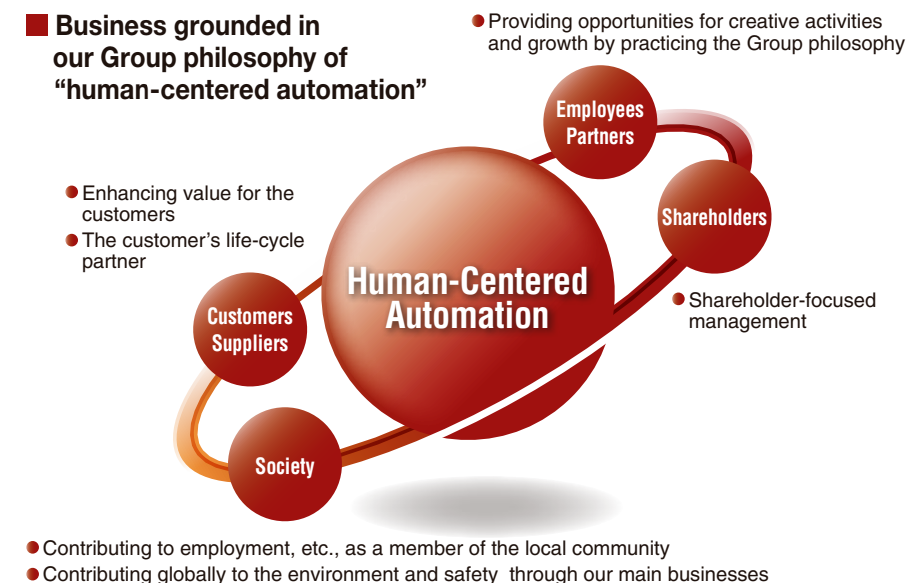 Business grounded in
our Group philosophy of
“human-centered automation”
● Providing opportunities for creative activities
and growth by practicing the Group philosophy
Employees
Partners
Shareholders
● Shareholder-focused
management
● Enhancing value for the
customers
● The customer’s life-cycle
partner
Human-Centered
Automation
Customers
Suppliers
Society
● Contributing to employment, etc., as a member of the local community
● Contributing globally to the environment and safety through our main businesses